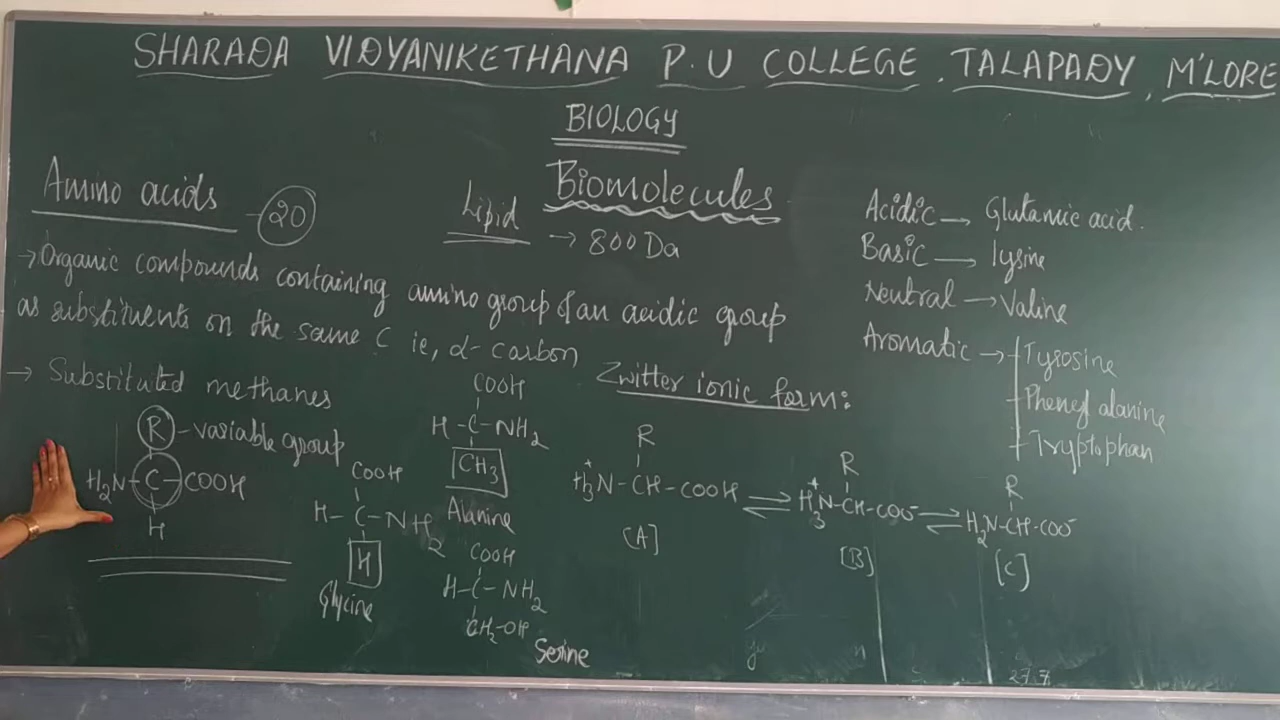 SHARADA VIDYANIKETHANA P.U COLLEGE, TALAPADY, M'LORE
BIOLOGY
Biomolecules
Amino acids - 20
→ Organic compounds containing amino group & an acidic group
as substituents on the same C ie, α- carbon
→ Substituted methanes
R - variable group
H₂N-C-COOH
H
COOH
H-C-NH₂
H
Glycine
COOH
H-C-NH₂
CH3
Alanine
COOH
H-C-NH₂
CH₂-OH
Serine
Lipid → 800 Da
Zwitter ionic form:
R
H₃N⁺-CH-COOH ⇌
[A]
R
H₃N⁺-CH-COO⁻ ⇌
[B]
R
H₂N-CH-COO⁻
[C]
Acidic → Glutamic acid.
Basic → lysine
Neutral → Valine
Aromatic → Tyrosine
Phenyl alanine
Tryptophan